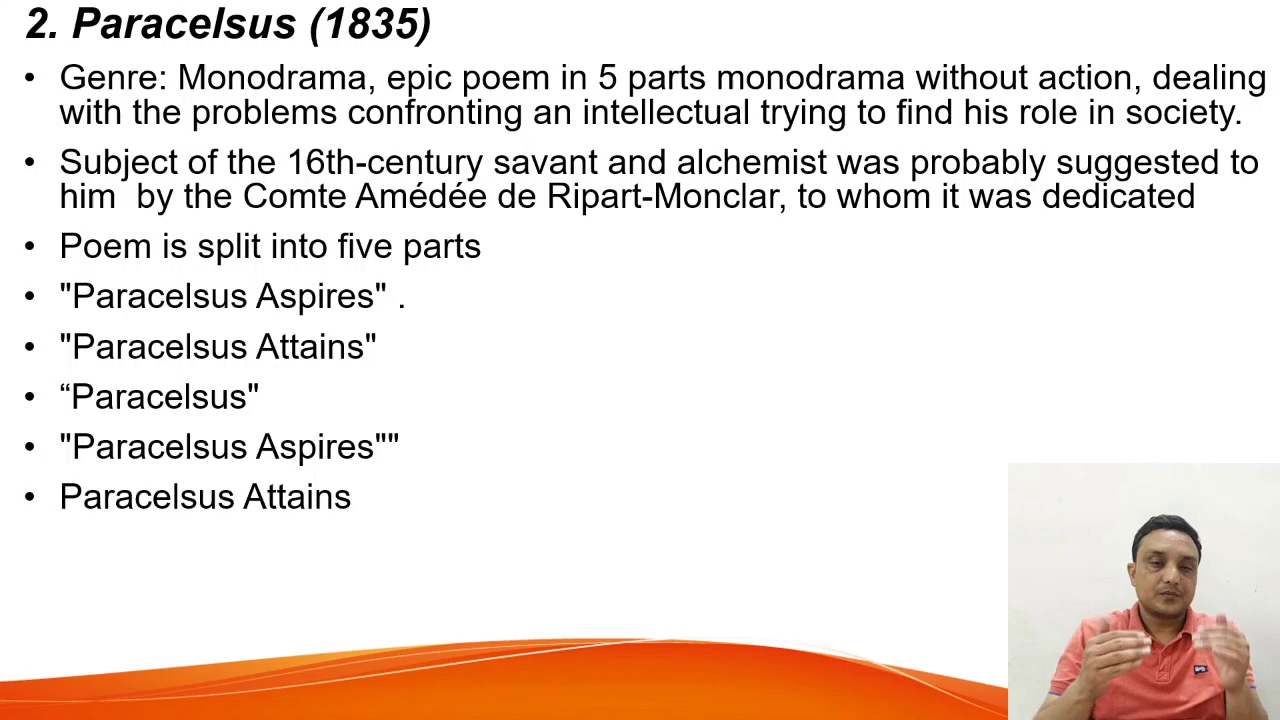 2. Paracelsus (1835)
• Genre: Monodrama, epic poem in 5 parts monodrama without action, dealing
with the problems confronting an intellectual trying to find his role in society.
• Subject of the 16th-century savant and alchemist was probably suggested to
him  by the Comte Amédée de Ripart-Monclar, to whom it was dedicated
• Poem is split into five parts
• "Paracelsus Aspires" .
• "Paracelsus Attains"
• “Paracelsus"
• "Paracelsus Aspires""
• Paracelsus Attains